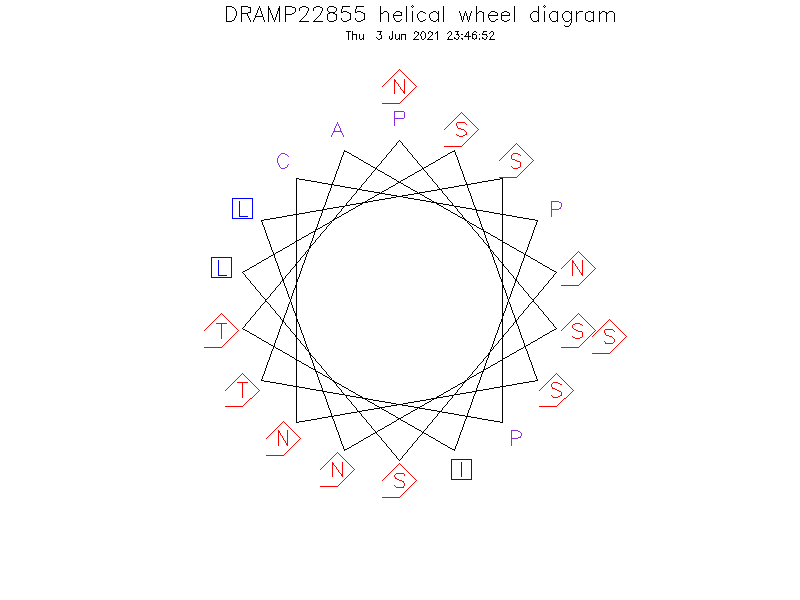 DRAMP22855 helical wheel diagram
Thu 3 Jun 2021 23:46:52
N
A P S
C S
L P
L N
T S S
T S
N P
N S I